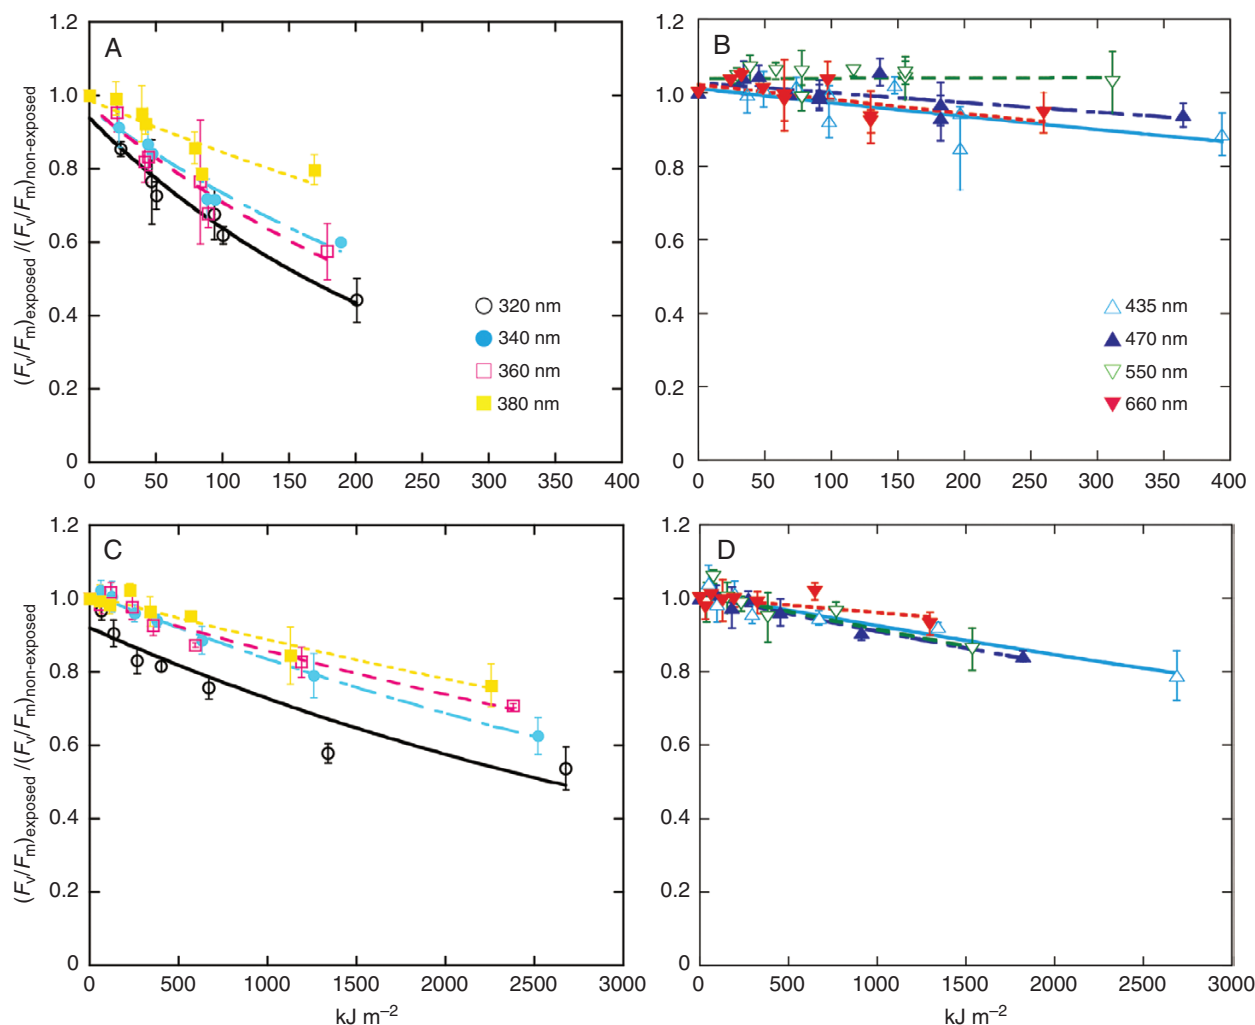 1.2
A
1.0
0.8
0.6
0.4
0.2
0
(Fv/Fm)exposed /(Fv/Fm)non-exposed
320 nm
340 nm
360 nm
380 nm
0 50 100 150 200 250 300 350 400
1.2
B
1.0
0.8
0.6
0.4
0.2
0
435 nm
470 nm
550 nm
660 nm
0 50 100 150 200 250 300 350 400
1.2
C
1.0
0.8
0.6
0.4
0.2
0
(Fv/Fm)exposed /(Fv/Fm)non-exposed
0 500 1000 1500 2000 2500 3000
kJ m–2
1.2
D
1.0
0.8
0.6
0.4
0.2
0
0 500 1000 1500 2000 2500 3000
kJ m–2